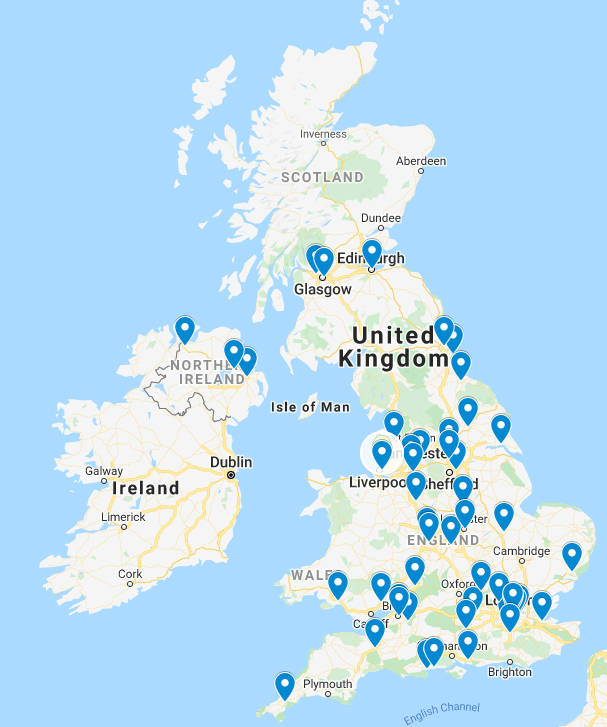 Inverness
Aberdeen
SCOTLAND
Dundee
Edinburgh
Glasgow
United
Kingdom
NORTHERN
IRELAND
Isle of Man
Dublin
Galway
Ireland
Liverpool
Sheffield
Limerick
ENGLAND
Cambridge
Cork
WALES
Oxford
Cardiff
Plymouth
Brighton
English Channel